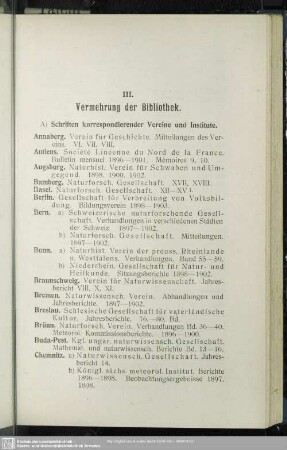 III.
Vermehrung der Bibliothek.
A) Schriften korrespondierender Vereine und Institute.
Annaberg. Verein für Geschichte. Mitteilungen des Ver-
eins. VI. VII. VIII.
Amiens. Société Linéenne du Nord de la France.
Bulletin mensuel 1896—1901. Mémoires 9, 10.
Augsburg. Naturhist. Verein für Schwaben und Um-
gegend. 1898. 1900. 1902.
Bamberg. Naturforsch. Gesellschaft. XVII, XVIII.
Basel. Naturforsch. Gesellschaft. XII—XVI.
Berlin. Gesellschaft für Verbreitung von Volksbil-
dung. Bildungsverein 1898—1903.
Bern. a) Schweizerische naturforschende Gesell-
schaft. Verhandlungen in verschiedenen Städten
der Schweiz 1897—1902.
b) Naturforsch. Gesellschaft. Mitteilungen.
1897—1902.
Bonn. a) Naturhist. Verein der preuss. Rheinlande
u. Westfalens. Verhandlungen. Band 55—59.
b) Niederrhein. Gesellschaft für Natur- und
Heilkunde. Sitzungsberichte 1898—1902.
Braunschweig. Verein für Naturwissenschaft. Jahres-
bericht VIII, X, XI.
Bremen. Naturwissensch. Verein. Abhandlungen und
Jahresberichte. 1897—1902.
Breslau. Schlesische Gesellschaft für vaterländische
Kultur. Jahresberichte. 76.—80. Bd.
Brünn. Naturforsch. Verein. Verhandlungen Bd. 36—40.
Meteorol. Kommissionsberichte. 1896—1900.
Buda-Pest. Kgl. ungar. naturwissensch. Gesellschaft.
Mathemat. und naturwissensch. Berichte Bd. 13—16.
Chemnitz. a) Naturwissensch. Gesellschaft. Jahres-
bericht 14.
b) Königl. sächs. meteorol. Institut. Berichte
1896—1898. Beobachtungsergebnisse 1897.
1898.